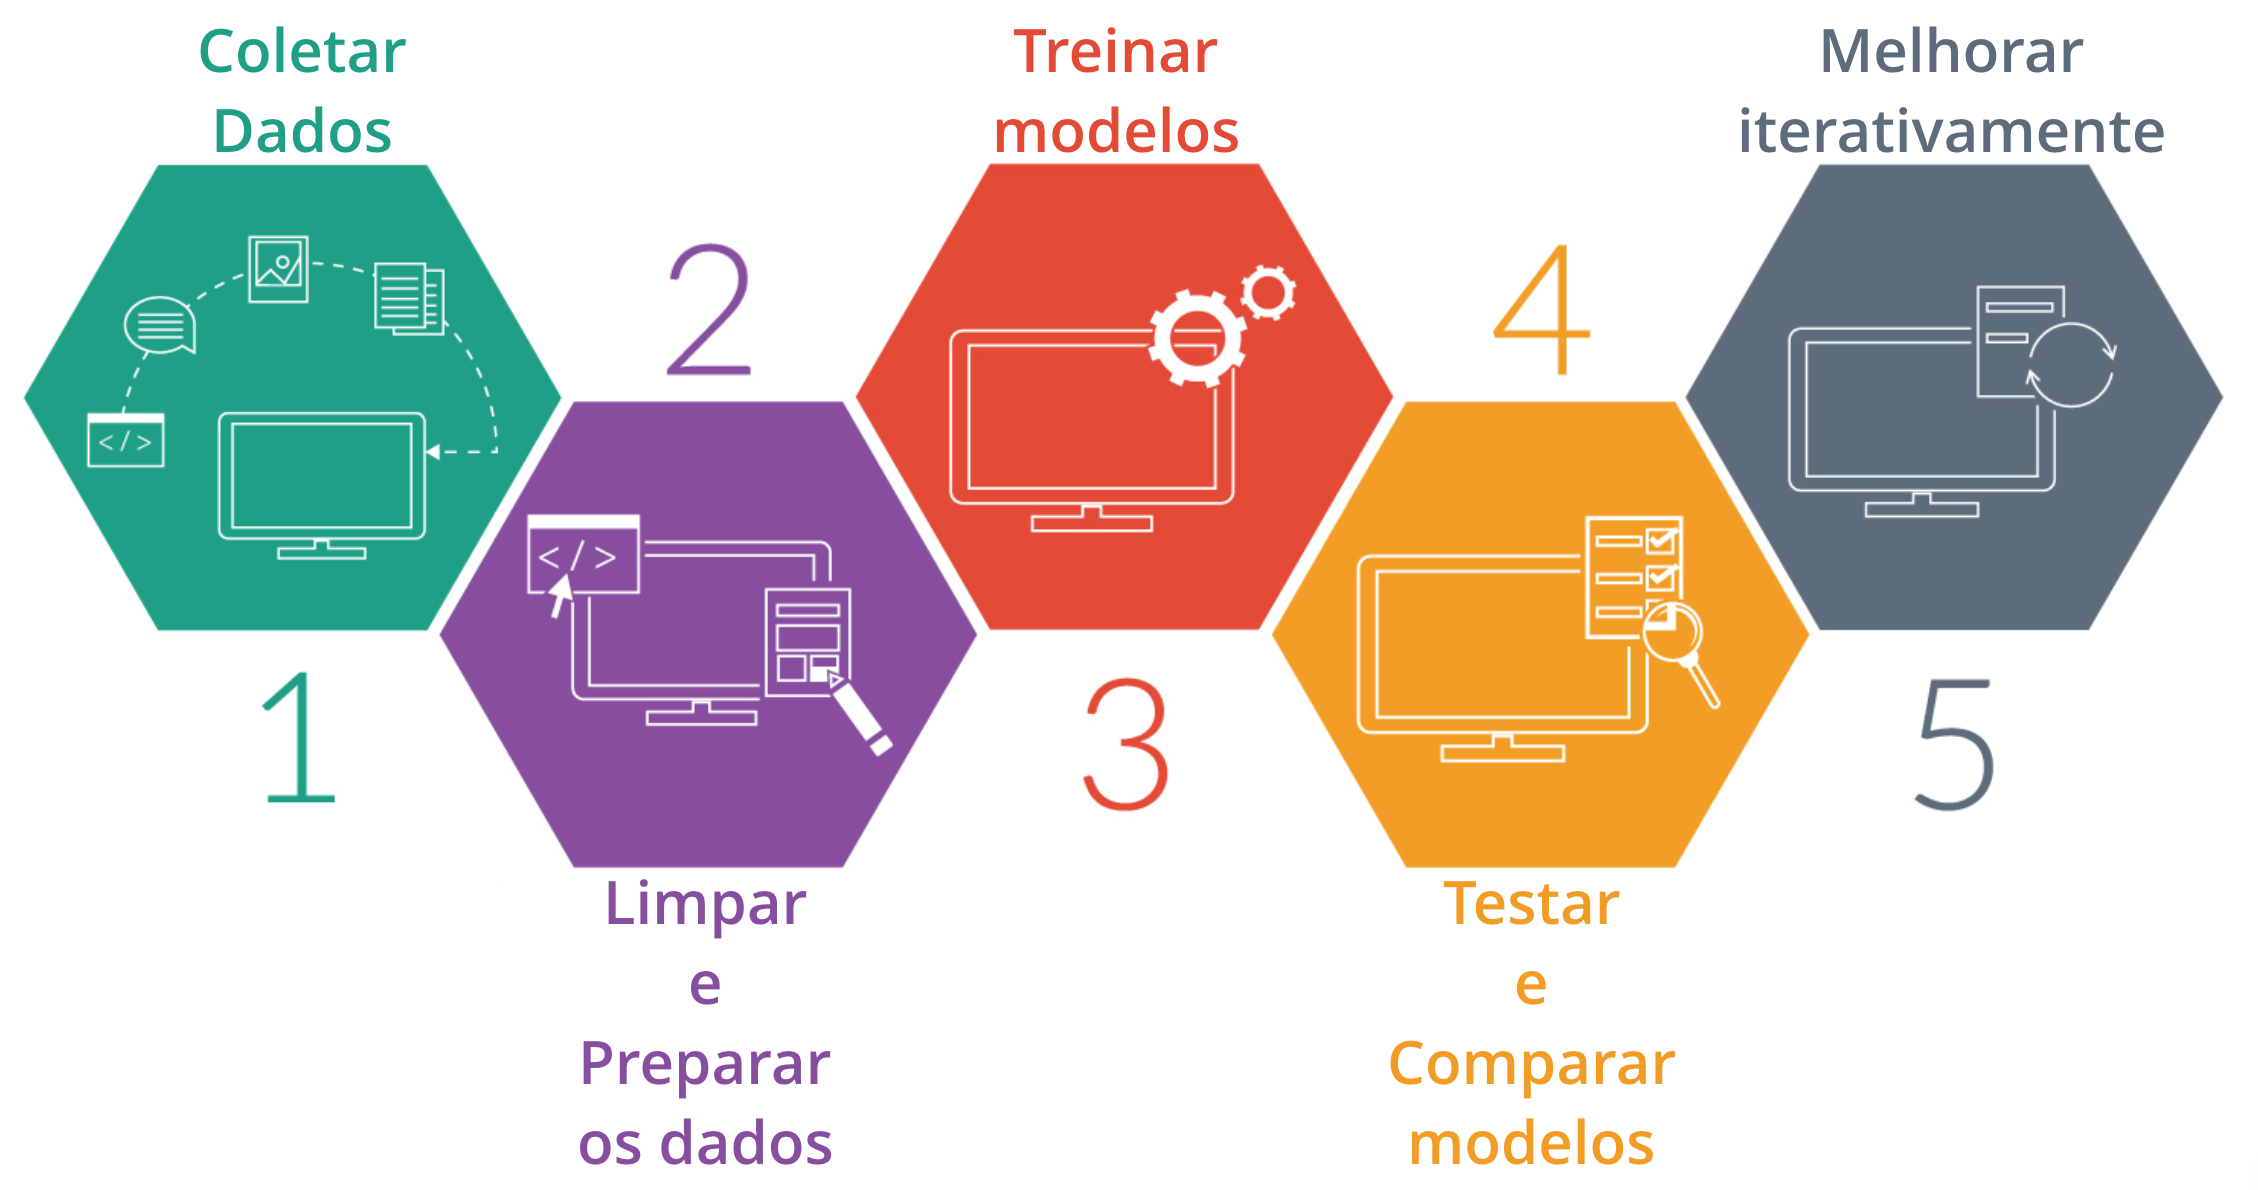 Coletar
Dados
1
</>
2
</>
Limpar
e
Preparar
os dados
Treinar
modelos
3
4
Testar
e
Comparar
modelos
Melhorar
iterativamente
5